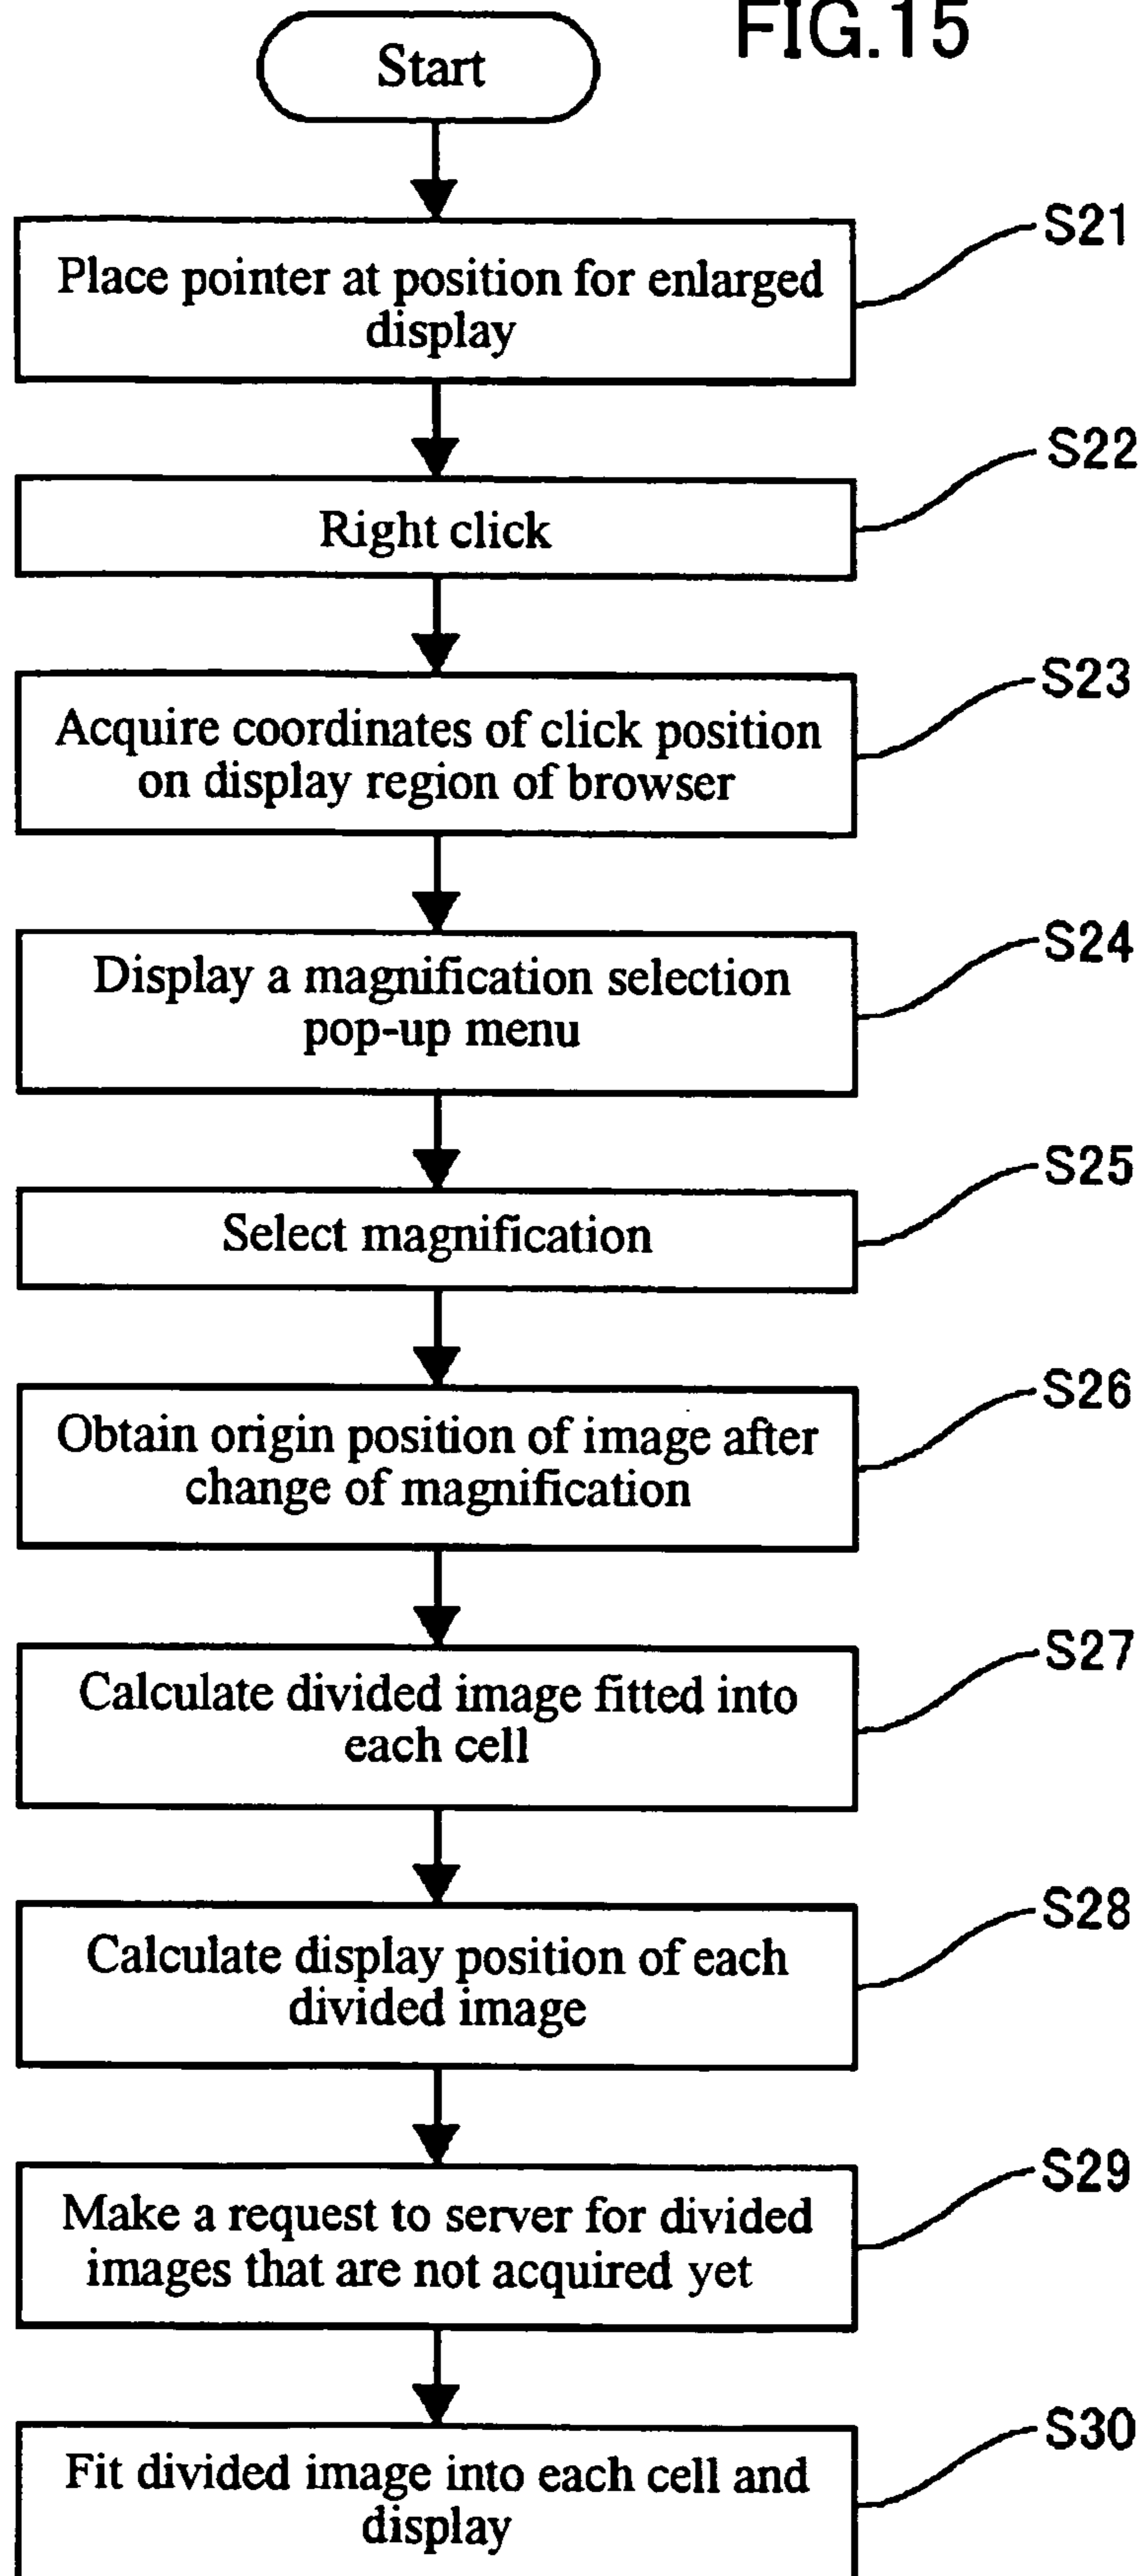 FIG.15
Start
Place pointer at position for enlarged
display
S21
Right click
S22
Acquire coordinates of click position
on display region of browser
S23
Display a magnification selection
pop-up menu
S24
Select magnification
S25
Obtain origin position of image after
change of magnification
S26
Calculate divided image fitted into
each cell
S27
Calculate display position of each
divided image
S28
Make a request to server for divided
images that are not acquired yet
S29
Fit divided image into each cell and
display
S30